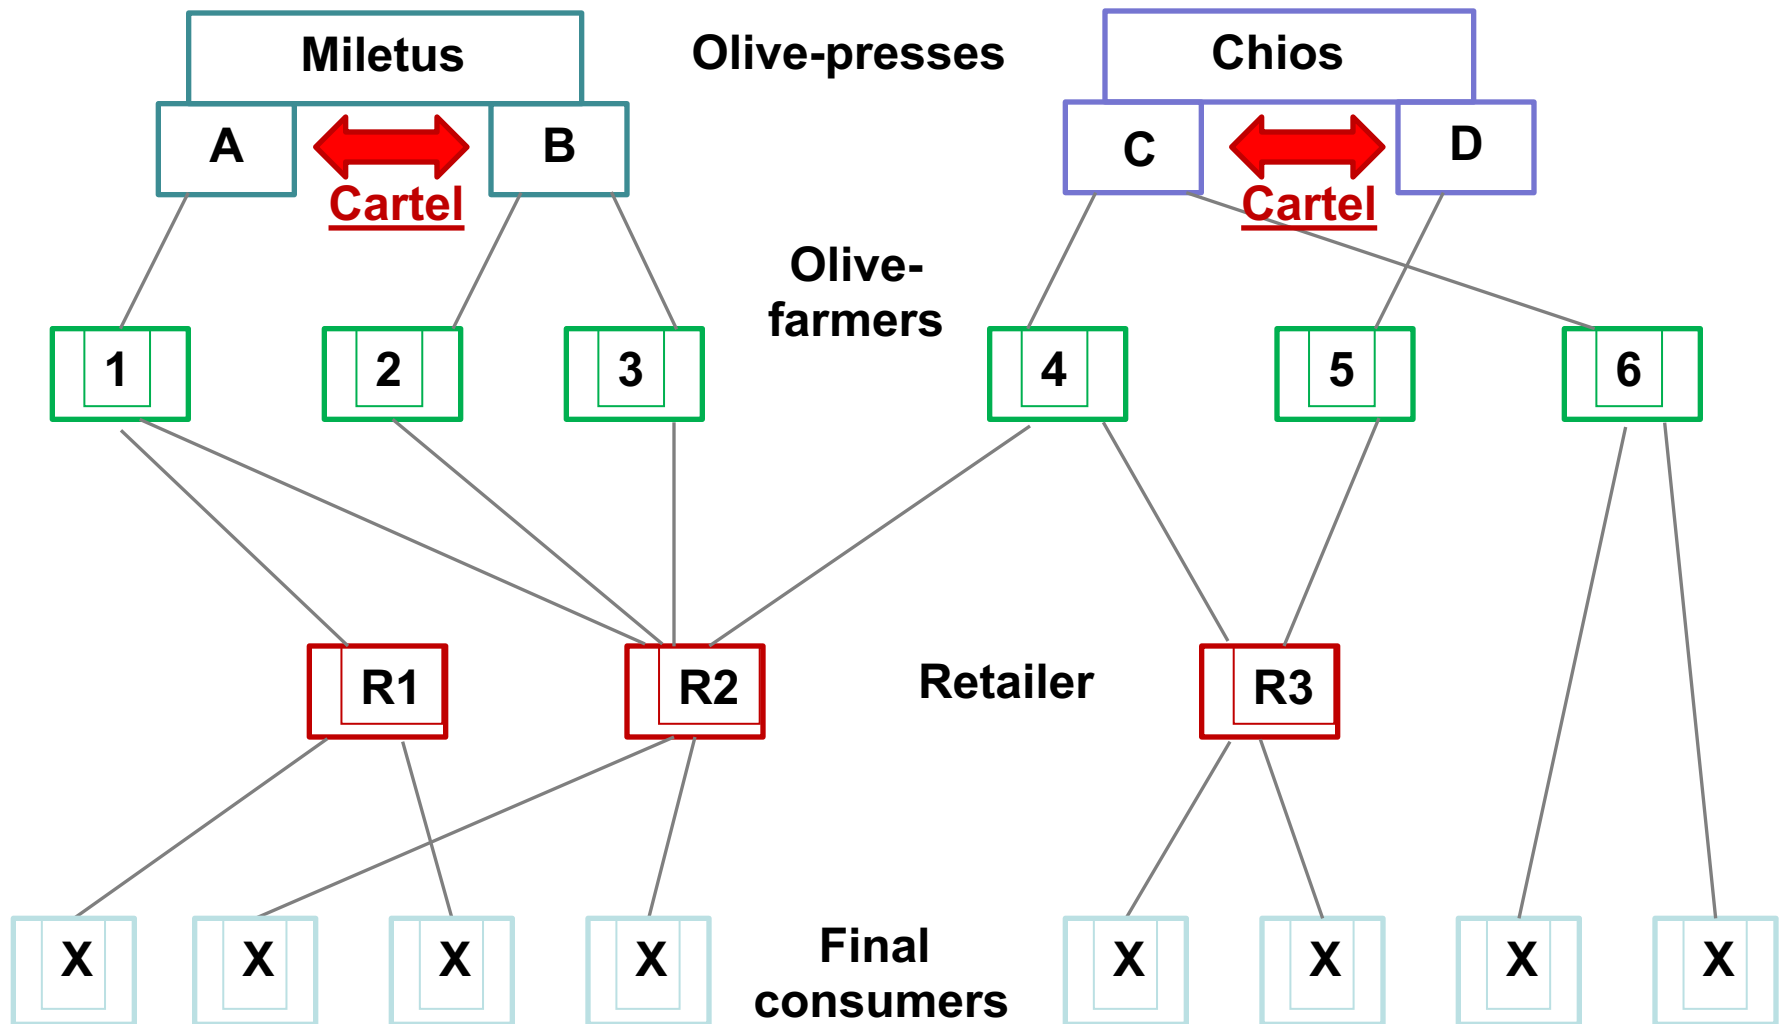 Miletus
Olive-presses
Chios
A
B
C
D
Cartel
Cartel
Olive-
farmers
1
2
3
4
5
6
R1
R2
Retailer
R3
X
X
X
X
Final
consumers
X
X
X
X